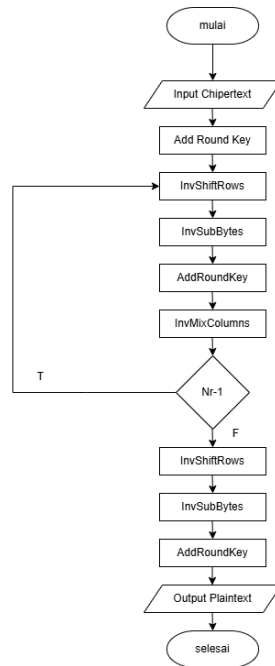 mulai
Input Chipertext
Add Round Key
InvShiftRows
InvSubBytes
AddRoundKey
InvMixColumns
T
Nr-1
F
InvShiftRows
InvSubBytes
AddRoundKey
Output Plaintext
selesai